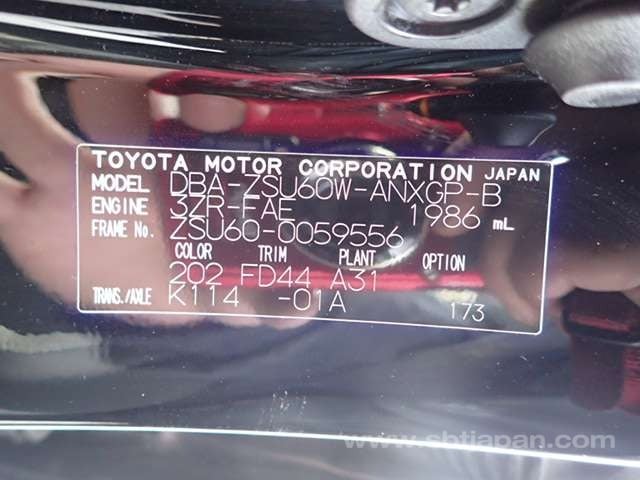 TOYOTA MOTOR CORPORATION JAPAN
MODEL DBA-ZSU60W-ANXGP-B
ENGINE 3ZR-FAE 1986 mL
FRAME No. ZSU60-0059556
COLOR TRIM PLANT OPTION
202 FD44 A31
TRANS./AXLE K114 -01A 173
www.sbtjapan.com